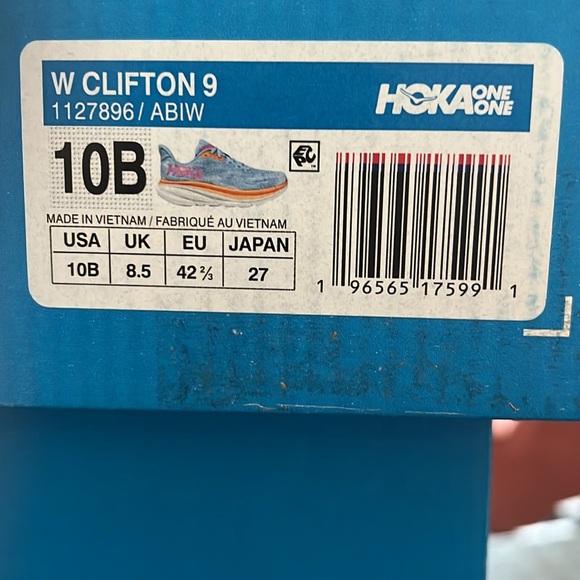 W CLIFTON 9
1127896 / ABIW
HOKA ONE ONE
10B
HOKA
MADE IN VIETNAM / FABRIQUÉ AU VIETNAM
USA UK EU JAPAN
10B 8.5 42 ⅔ 27
1 96565 17599 1